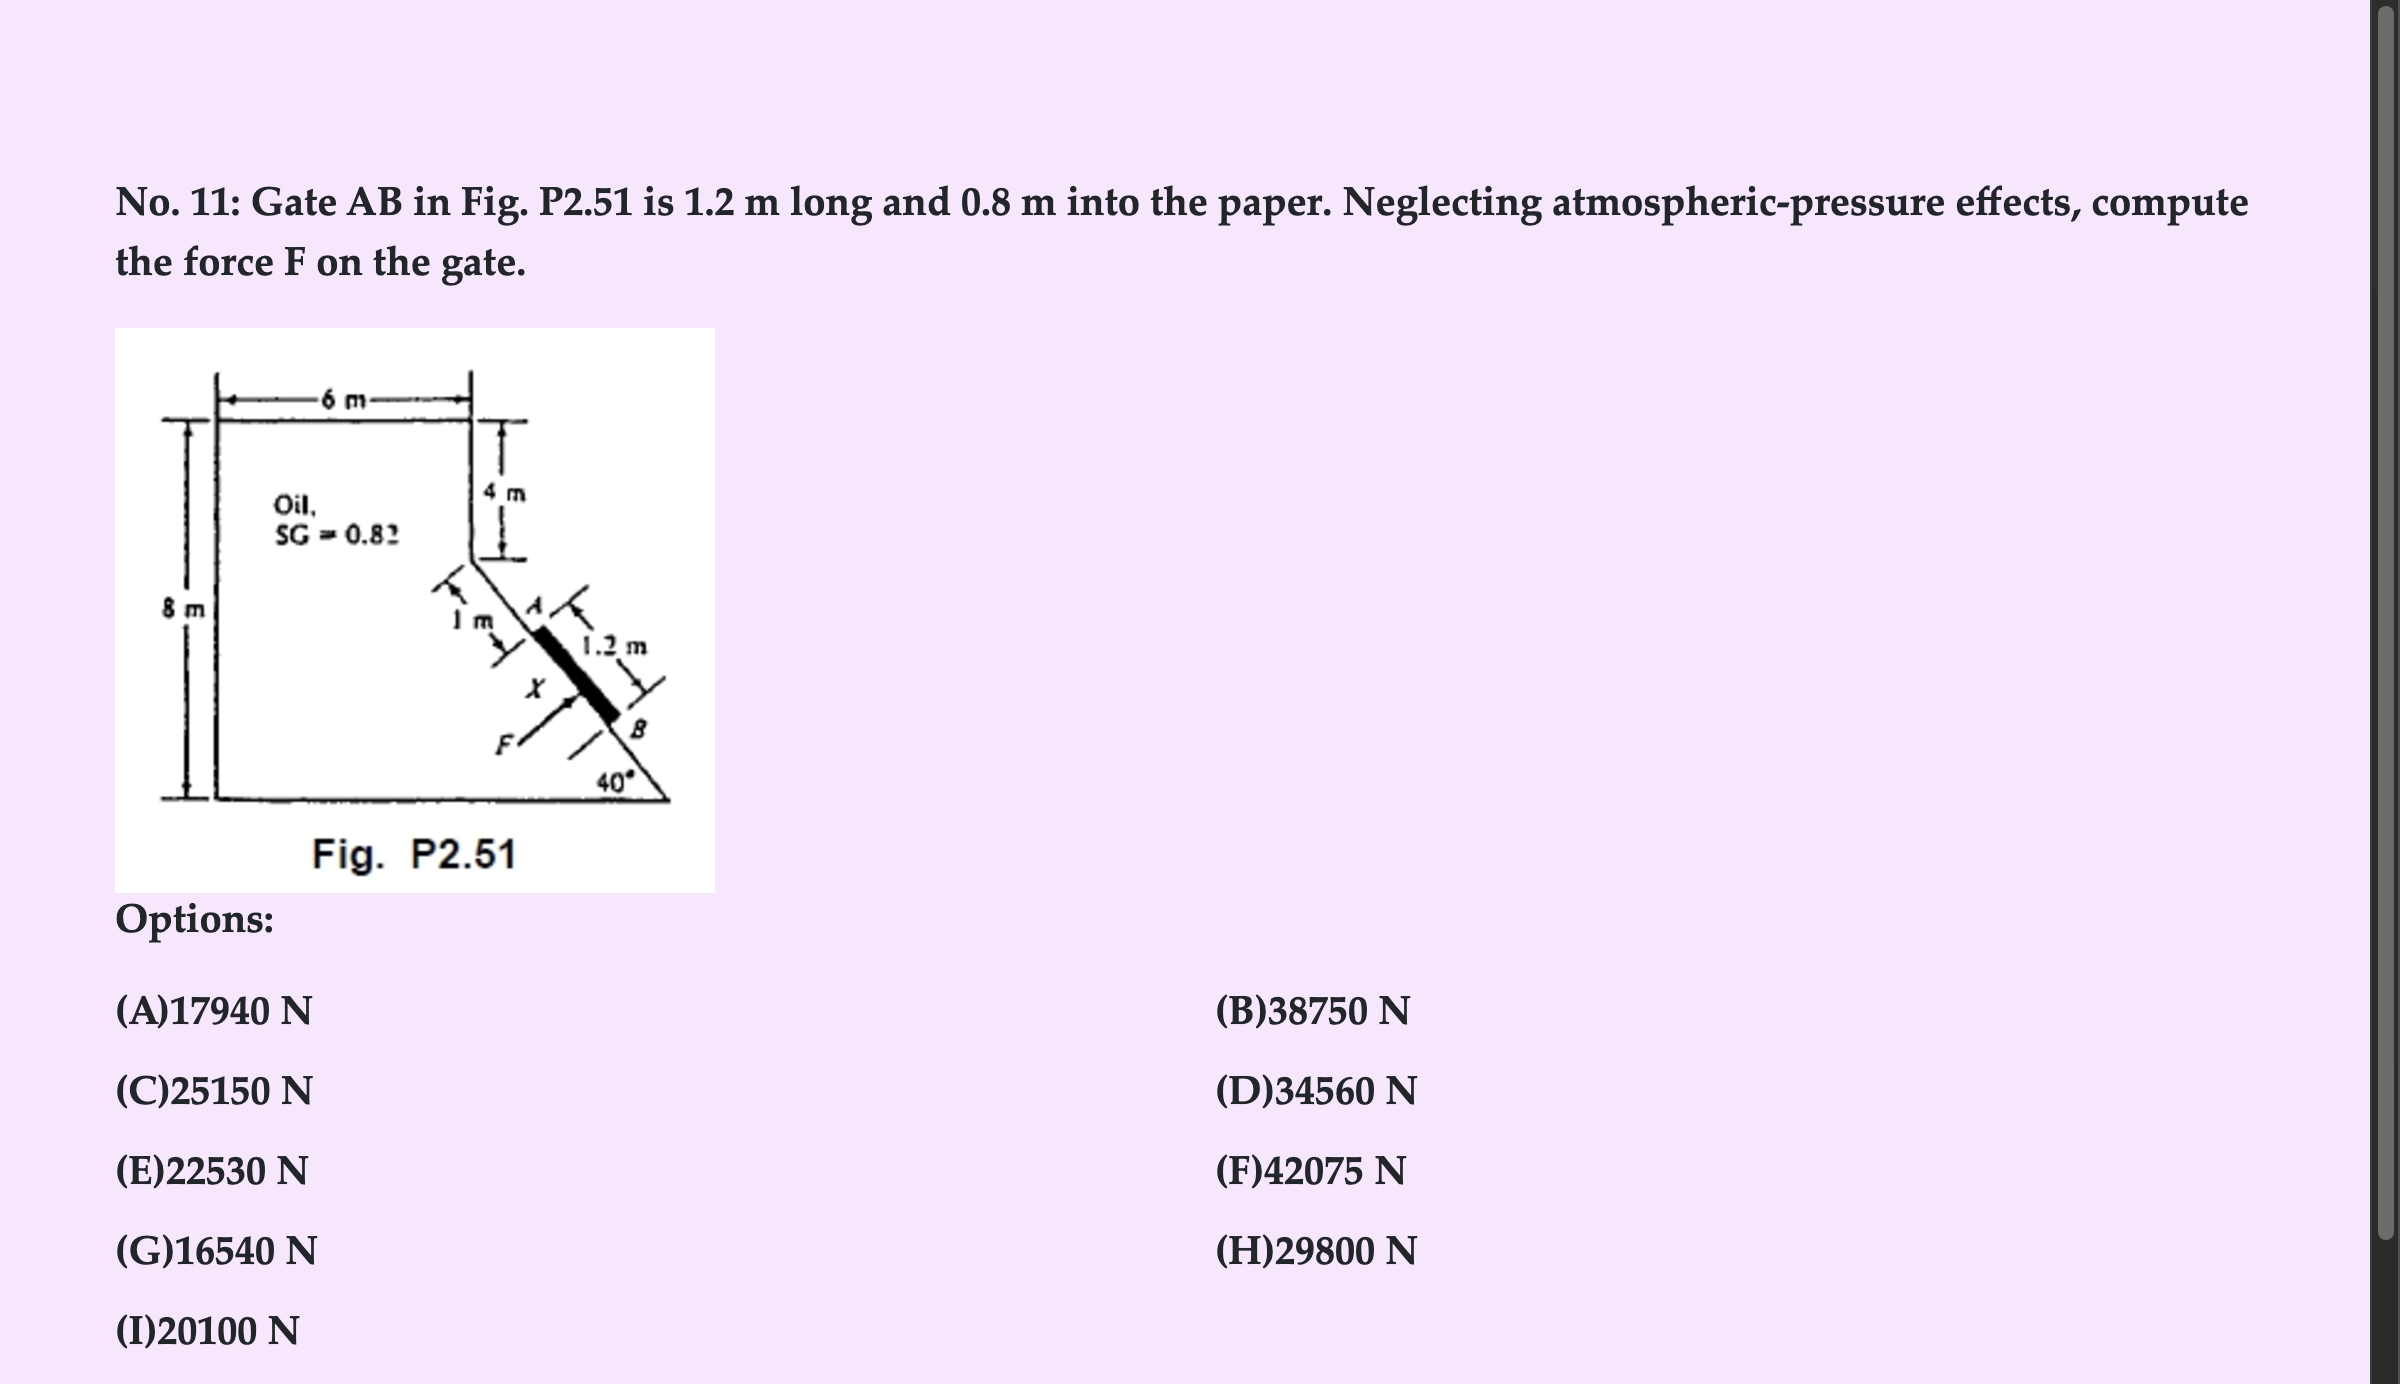 No. 11: Gate AB in Fig. P2.51 is 1.2 m long and 0.8 m into the paper. Neglecting atmospheric-pressure effects, compute
the force F on the gate.
6 m
Oil,
SG = 0.82
4 m
8 m
1 m
A
1.2 m
X
F
B
40°
Fig. P2.51
Options:
(A)17940 N
(B)38750 N
(C)25150 N
(D)34560 N
(E)22530 N
(F)42075 N
(G)16540 N
(H)29800 N
(I)20100 N